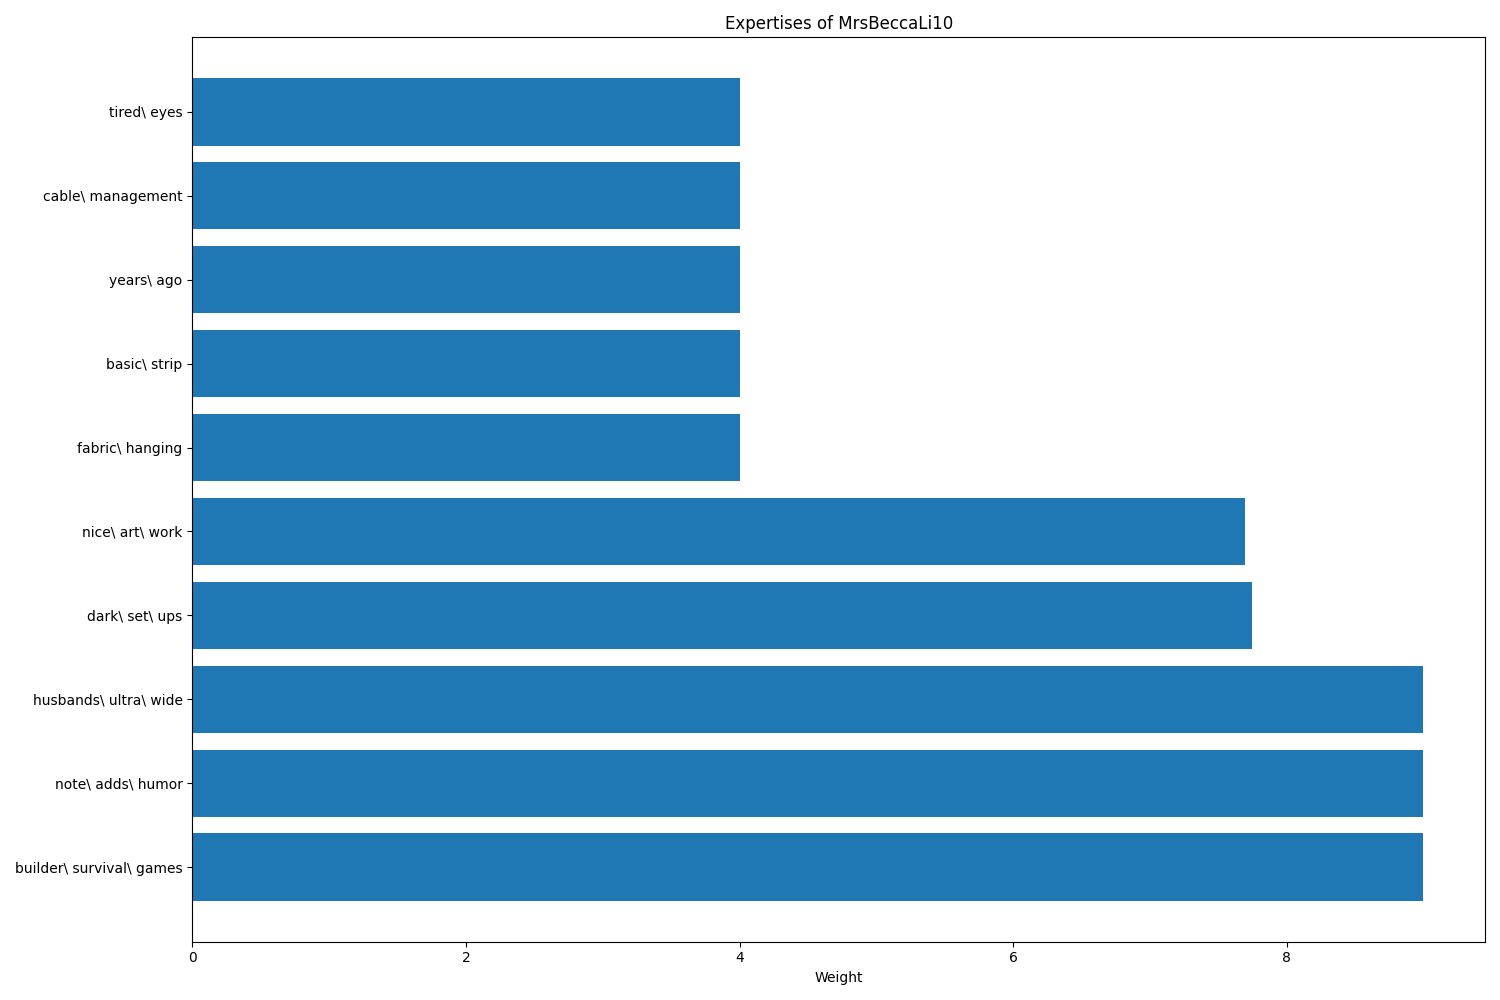 Expertises of MrsBeccaLi10
tired\ eyes
cable\ management
years\ ago
basic\ strip
fabric\ hanging
nice\ art\ work
dark\ set\ ups
husbands\ ultra\ wide
note\ adds\ humor
builder\ survival\ games
0 2 4 6 8
Weight